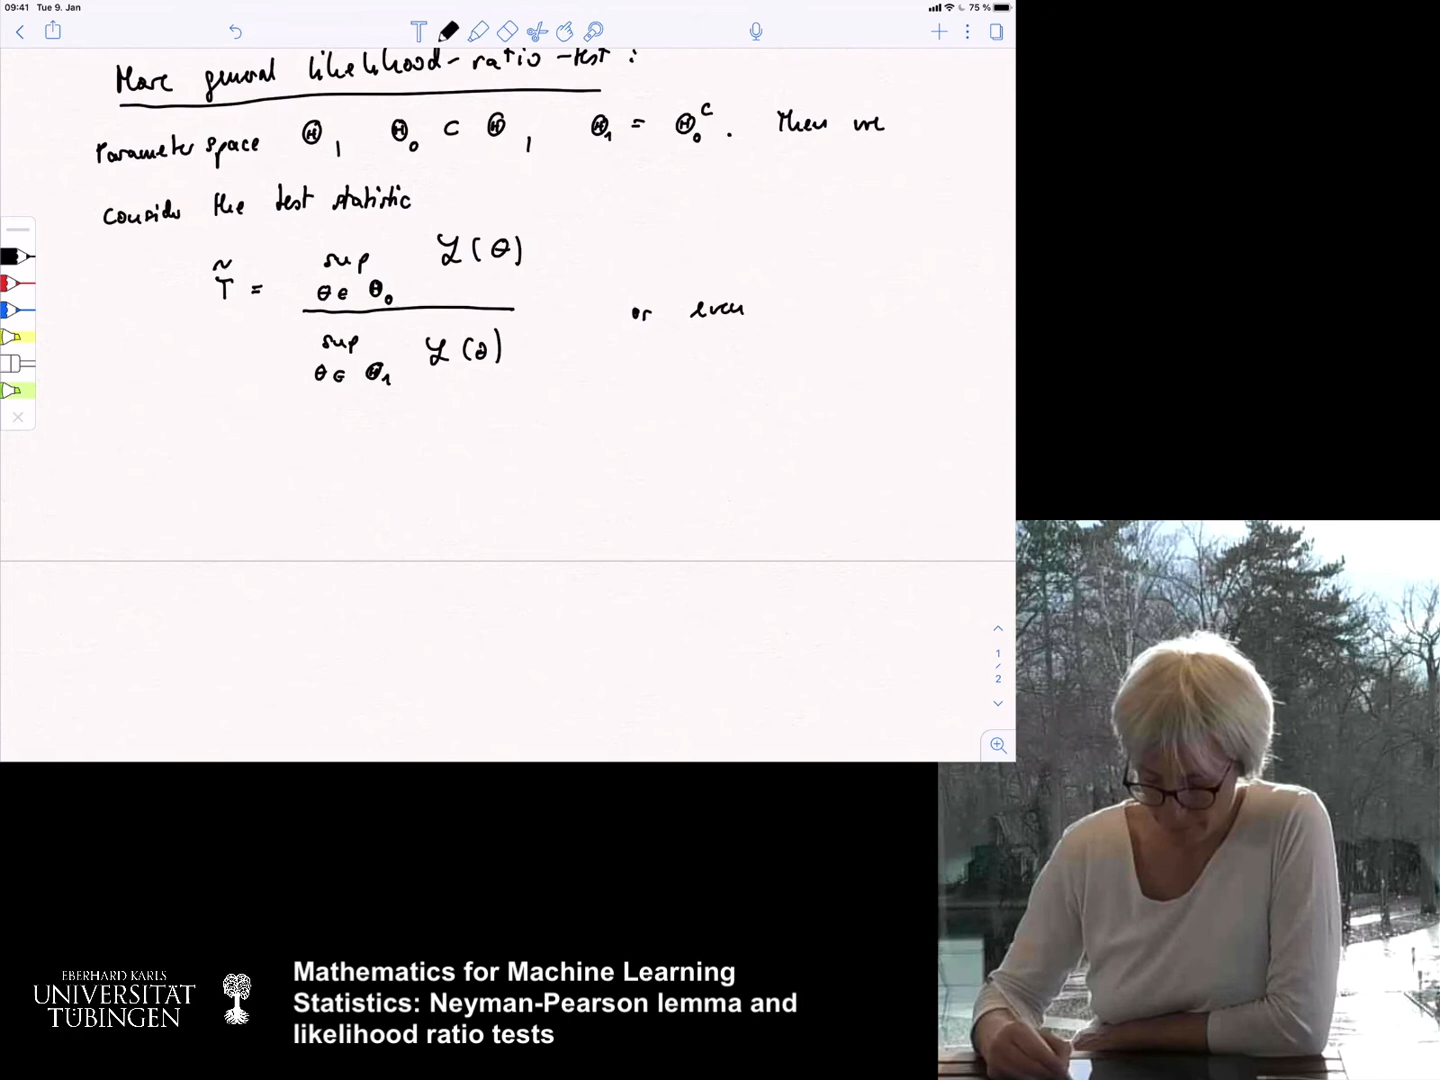 09:41 Tue 9. Jan
75 %
More general likelihood-ratio-test:
Parameter space Θ, Θ₀ ⊂ Θ, Θ₁ = Θ₀ᶜ. Then we
consider the test statistic
T̃ = sup θ∈Θ₀ ℒ(θ) / sup θ∈Θ₁ ℒ(θ) or even
1
/
2
EBERHARD KARLS
UNIVERSITÄT
TÜBINGEN
Mathematics for Machine Learning
Statistics: Neyman-Pearson lemma and
likelihood ratio tests